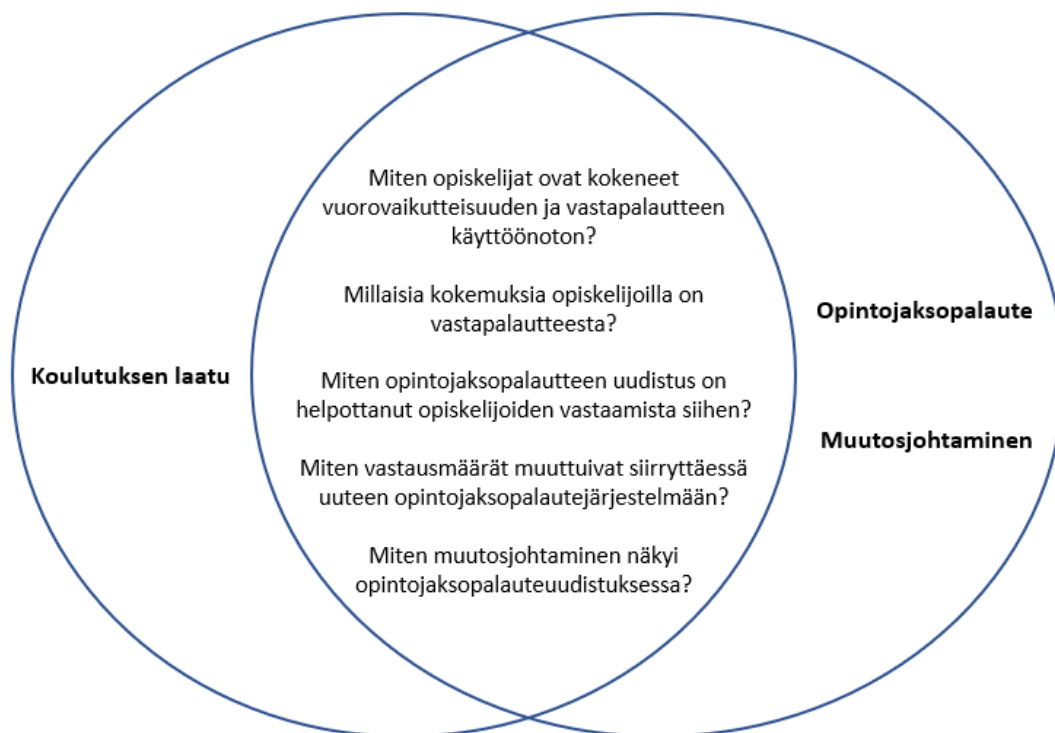 Miten opiskelijat ovat kokeneet
vuorovaikutteisuuden ja vastapalautteen
käyttöönoton?
Millaisia kokemuksia opiskelijoilla on
vastapalautteesta?
Opintojaksopalaute
Koulutuksen laatu
Miten opintojaksopalautteen uudistus on
helpottanut opiskelijoiden vastaamista siihen?
Muutosjohtaminen
Miten vastausmäärät muuttuivat siirryttäessä
uuteen opintojaksopalautejärjestelmään?
Miten muutosjohtaminen näkyi
opintojaksopalauteuudistuksessa?